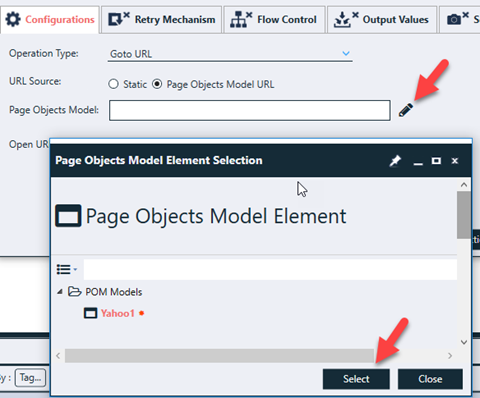 Configurations Retry Mechanism Flow Control Output Values S
Operation Type: Goto URL
URL Source: Static Page Objects Model URL
Page Objects Model:
Open UR
Page Objects Model Element Selection
Page Objects Model Element
POM Models
Yahoo1
Select Close
y : Tag...